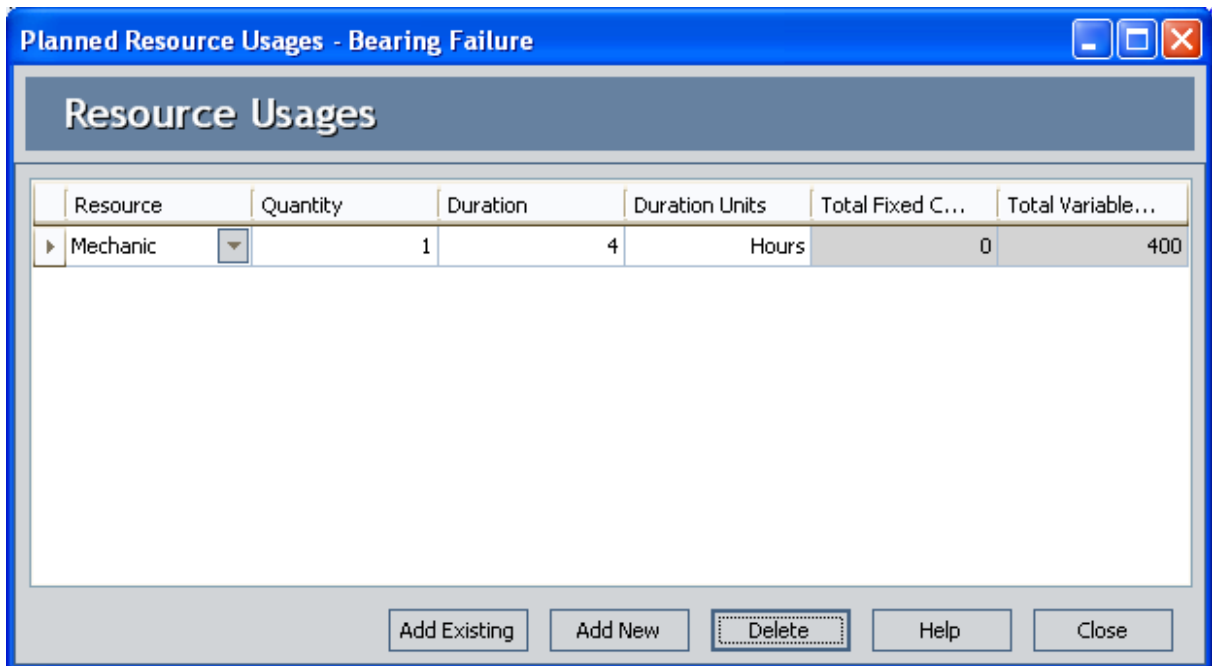 Planned Resource Usages - Bearing Failure
Resource Usages
Resource Quantity Duration Duration Units Total Fixed C... Total Variable...
Mechanic 1 4 Hours 0 400
Add Existing Add New Delete Help Close